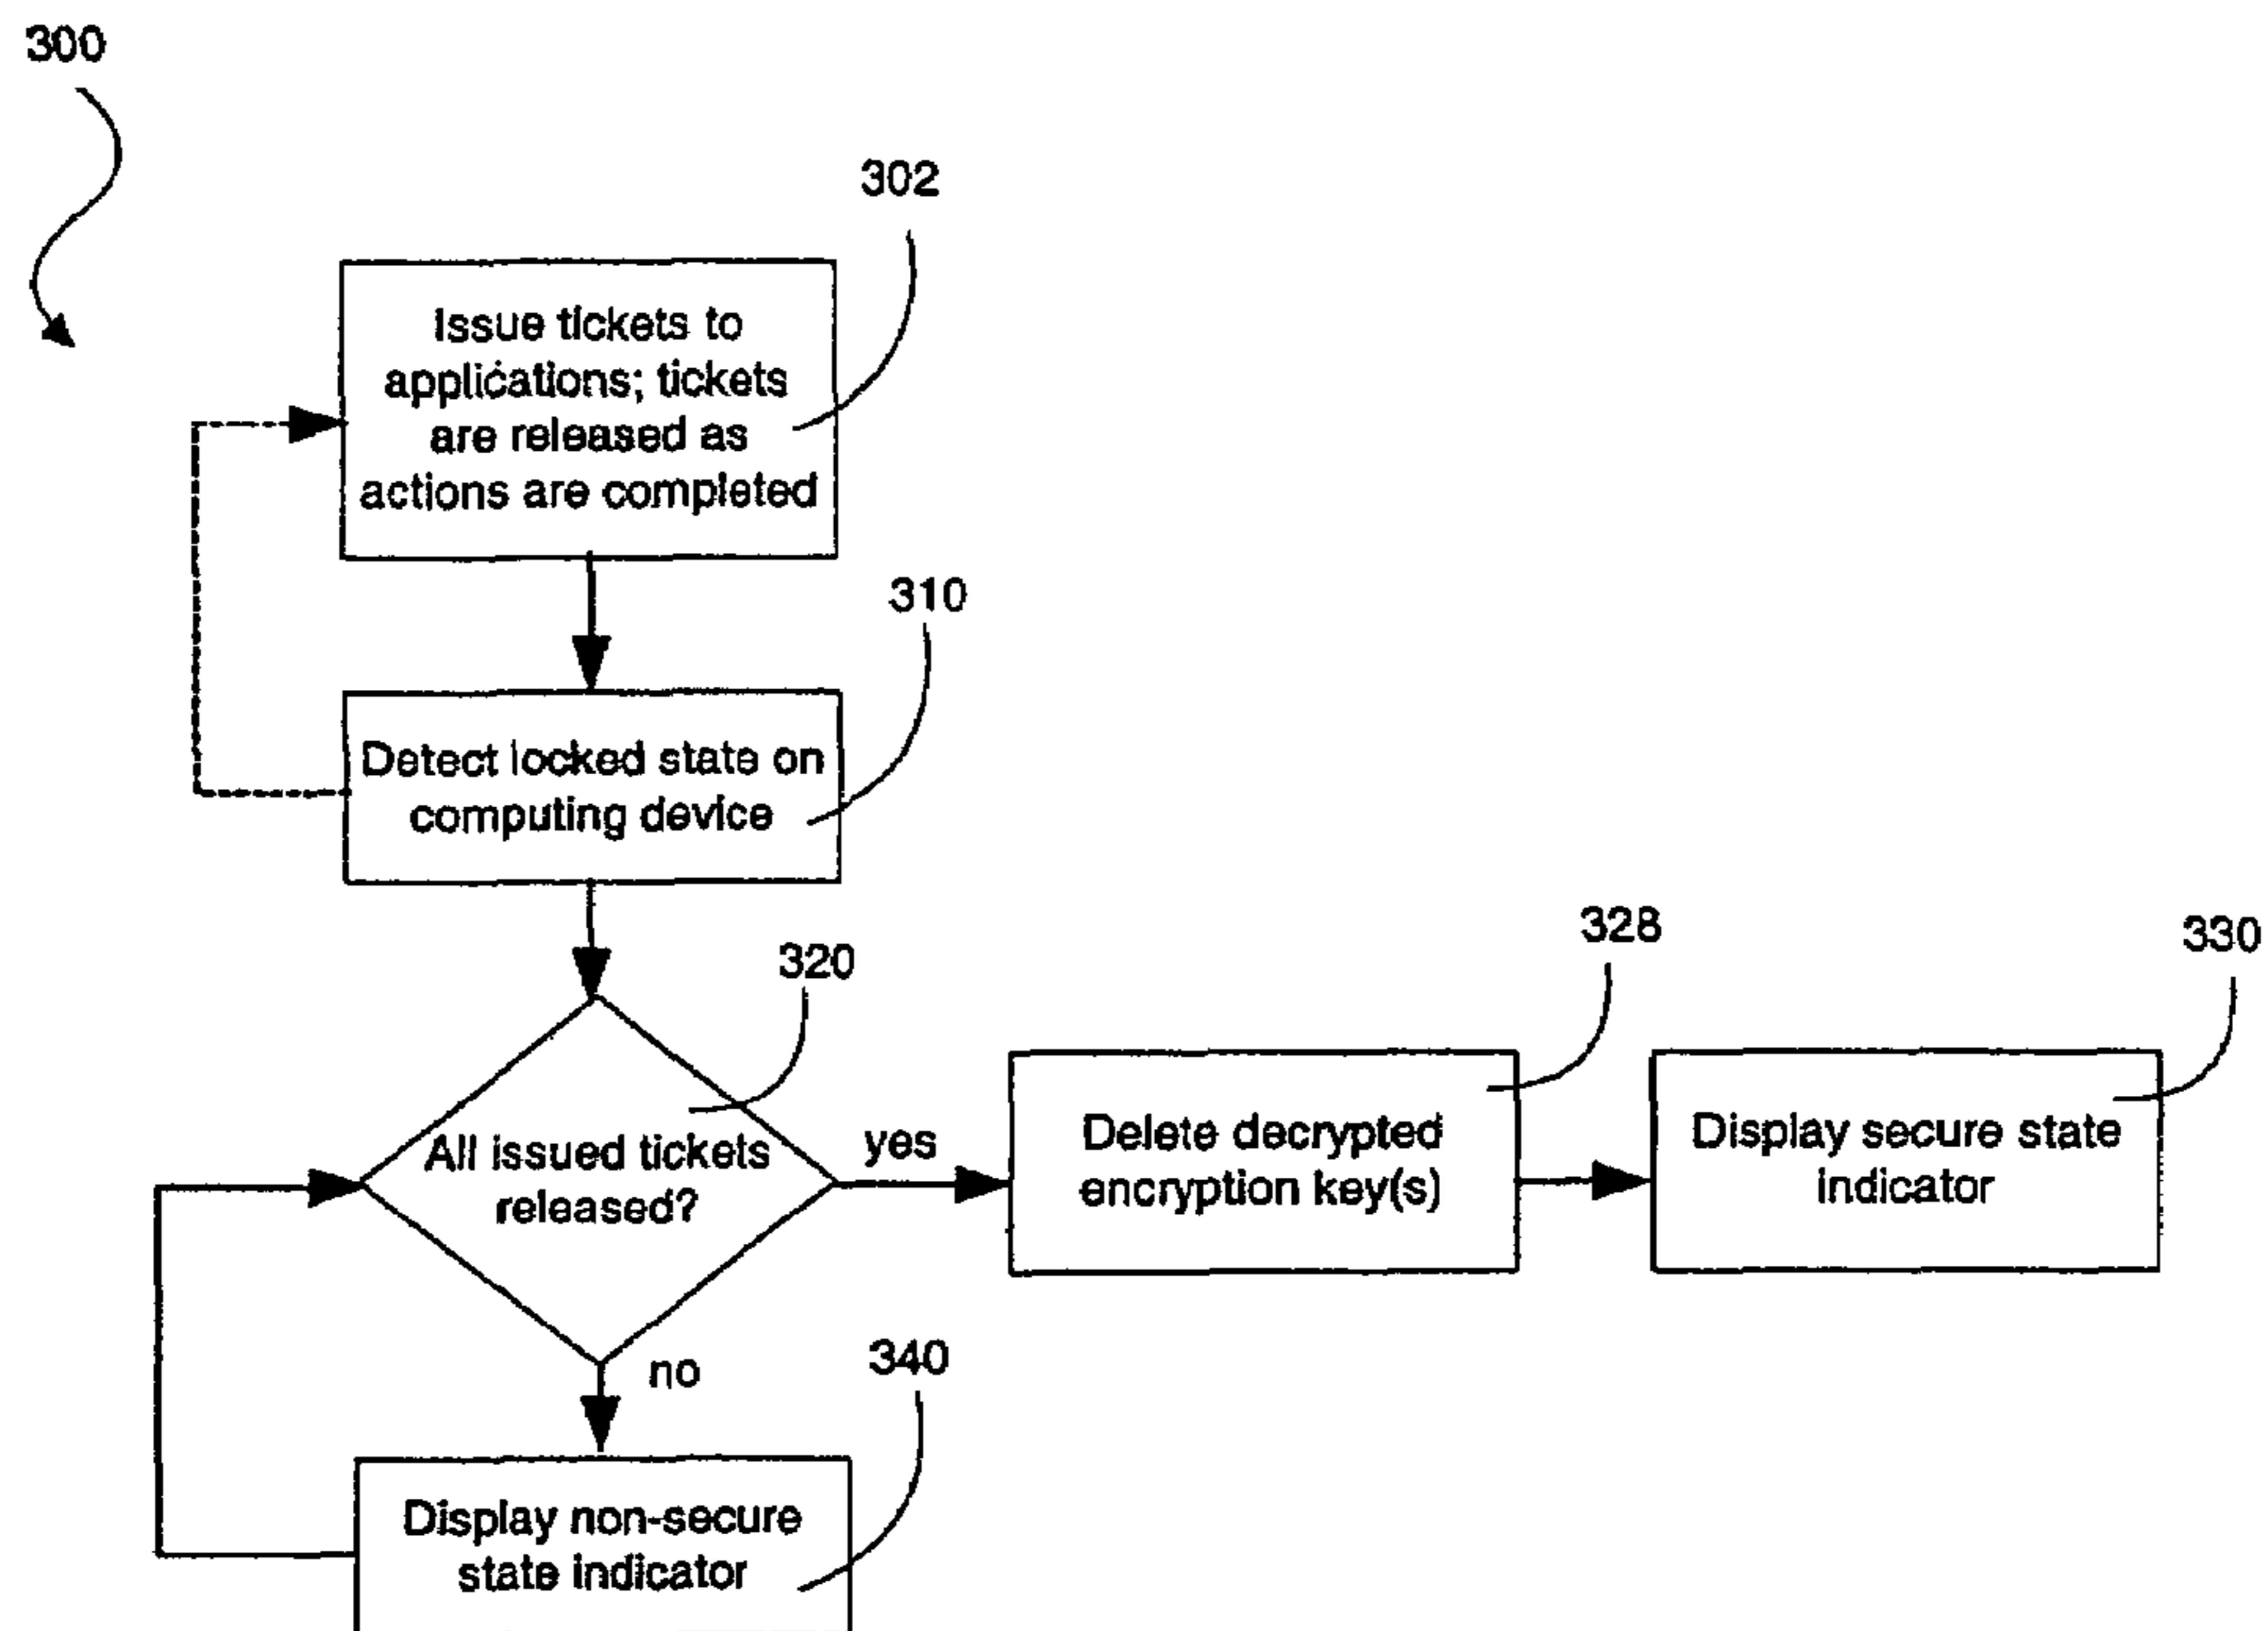 300
302
Issue tickets to
applications; tickets
are released as
actions are completed
310
Detect locked state on
computing device
320
All issued tickets
released?
yes
328
Delete decrypted
encryption key(s)
330
Display secure state
indicator
no
340
Display non-secure
state indicator